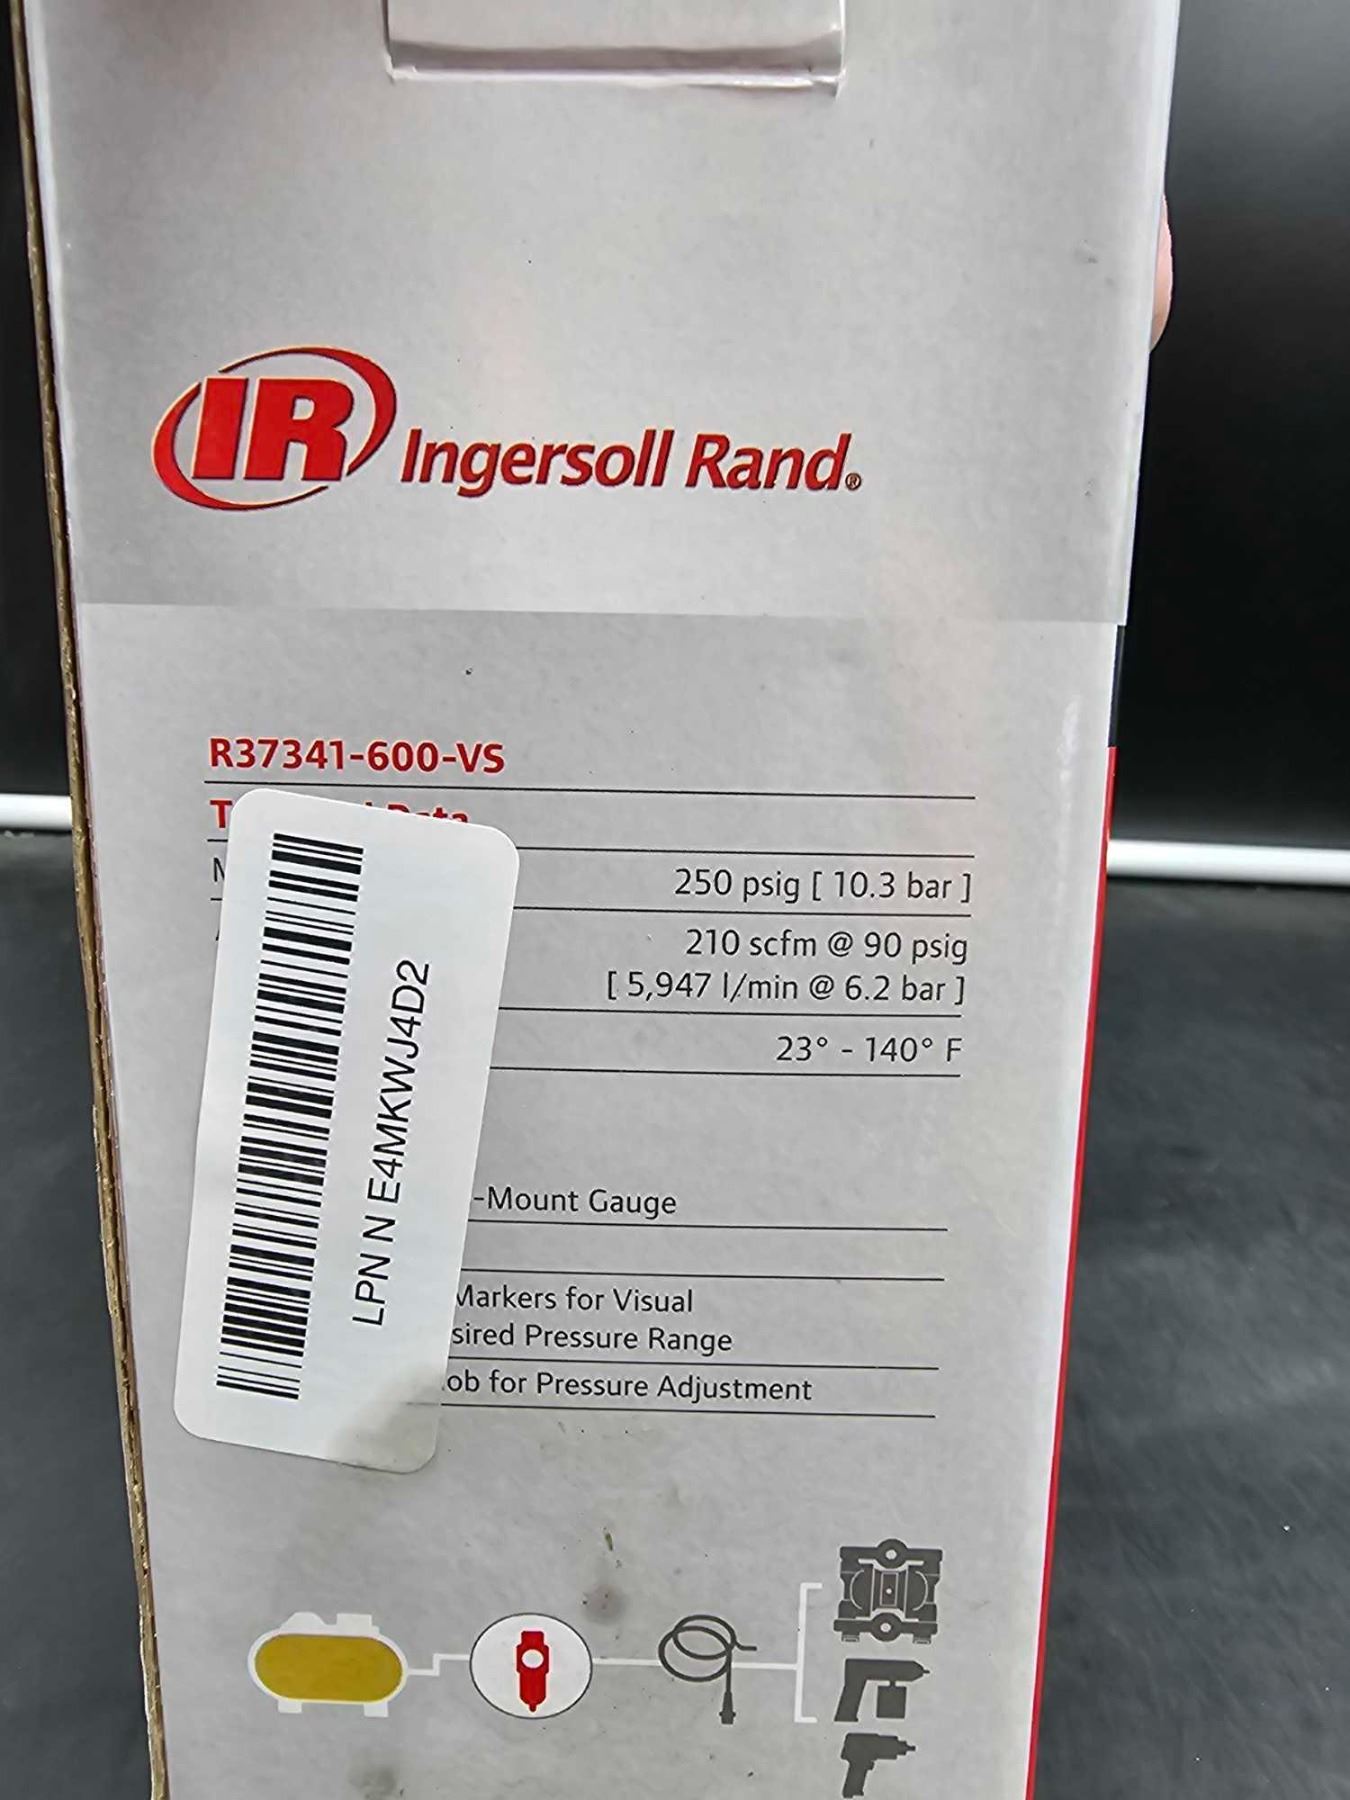 IR Ingersoll Rand®
R37341-600-VS
250 psig [ 10.3 bar ]
210 scfm @ 90 psig
[ 5,947 l/min @ 6.2 bar ]
23° - 140° F
-Mount Gauge
Markers for Visual
sired Pressure Range
ob for Pressure Adjustment
LPN N E4MKWJ4D2